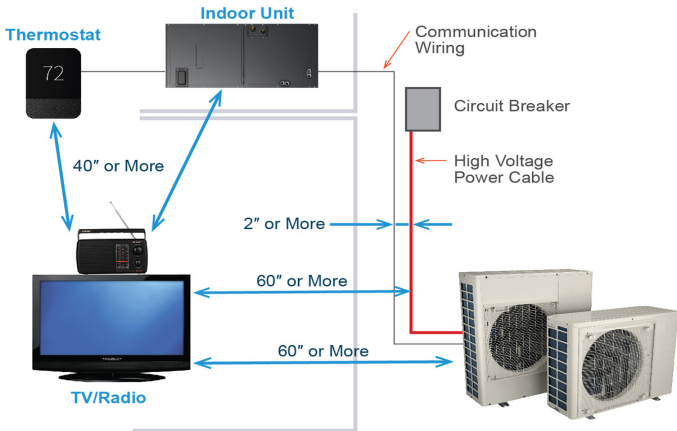 Indoor Unit
Thermostat
72
Communication
Wiring
Circuit Breaker
40" or More
High Voltage
Power Cable
2" or More
60" or More
60" or More
TV/Radio